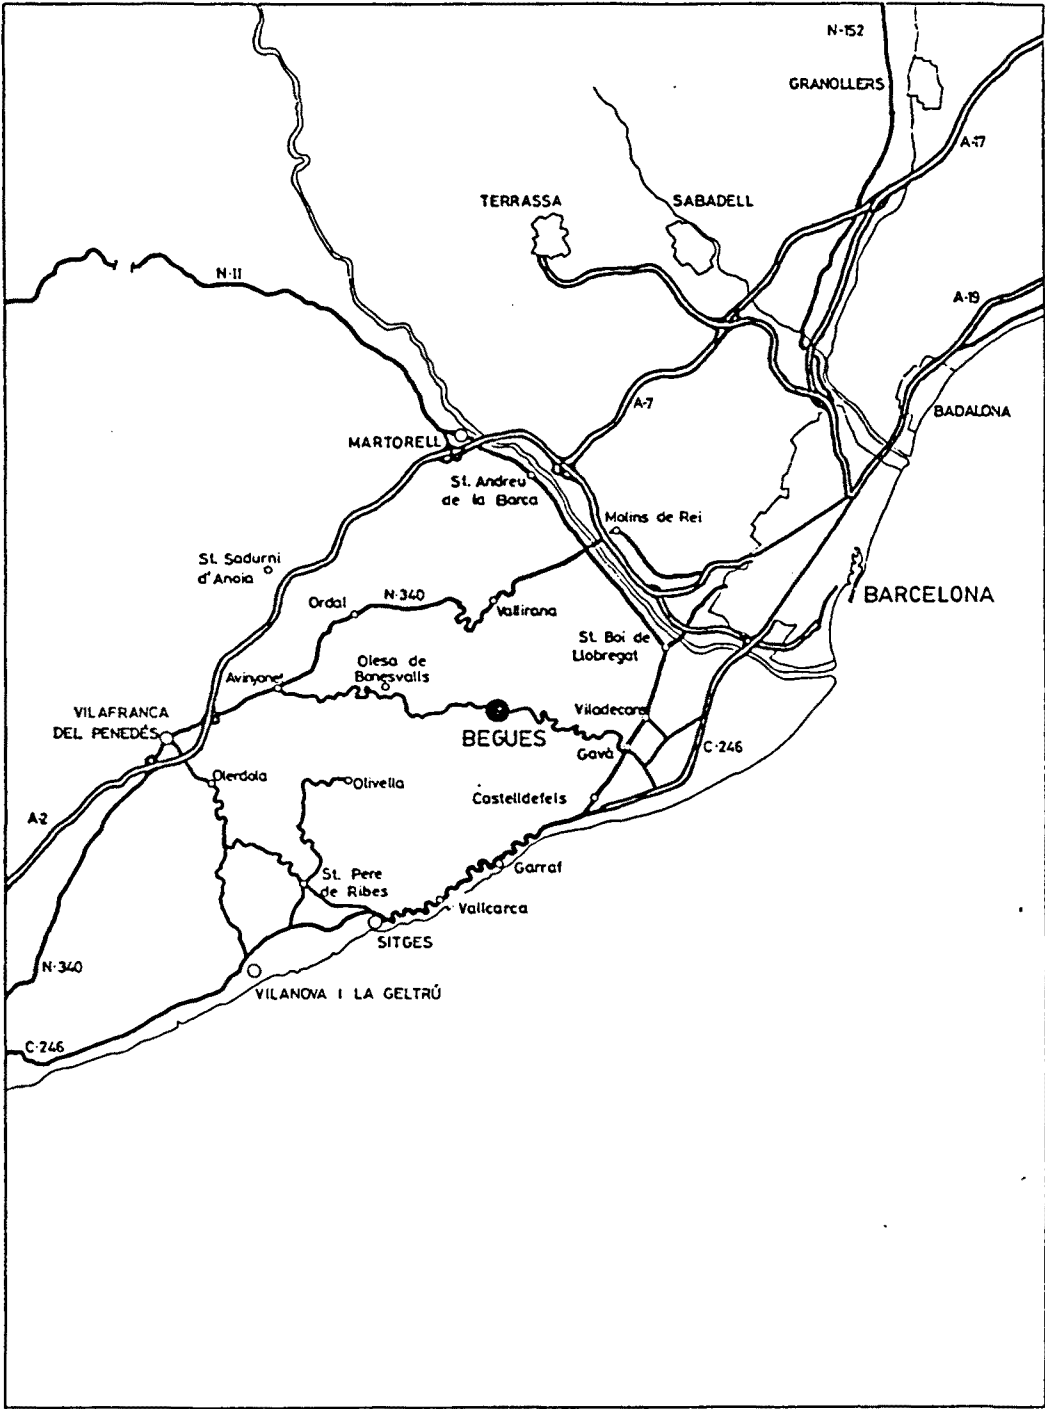 N-152
GRANOLLERS
A-17
TERRASSA
SABADELL
N-II
A-19
A-7
BADALONA
MARTORELL
St. Andreu
de la Barca
Molins de Rei
St. Sadurni
d'Anoia
BARCELONA
Ordal
N-340
Vallirana
St. Boi de
Llobregat
Olesa de
Bonesvalls
Avinyonet
VILAFRANCA
DEL PENEDÉS
BEGUES
Viladecans
Gavà
C-246
Olerdola
Olivella
Castelldefels
A-2
Garraf
St. Pere
de Ribes
Vallcarca
SITGES
N-340
VILANOVA I LA GELTRÚ
C-246